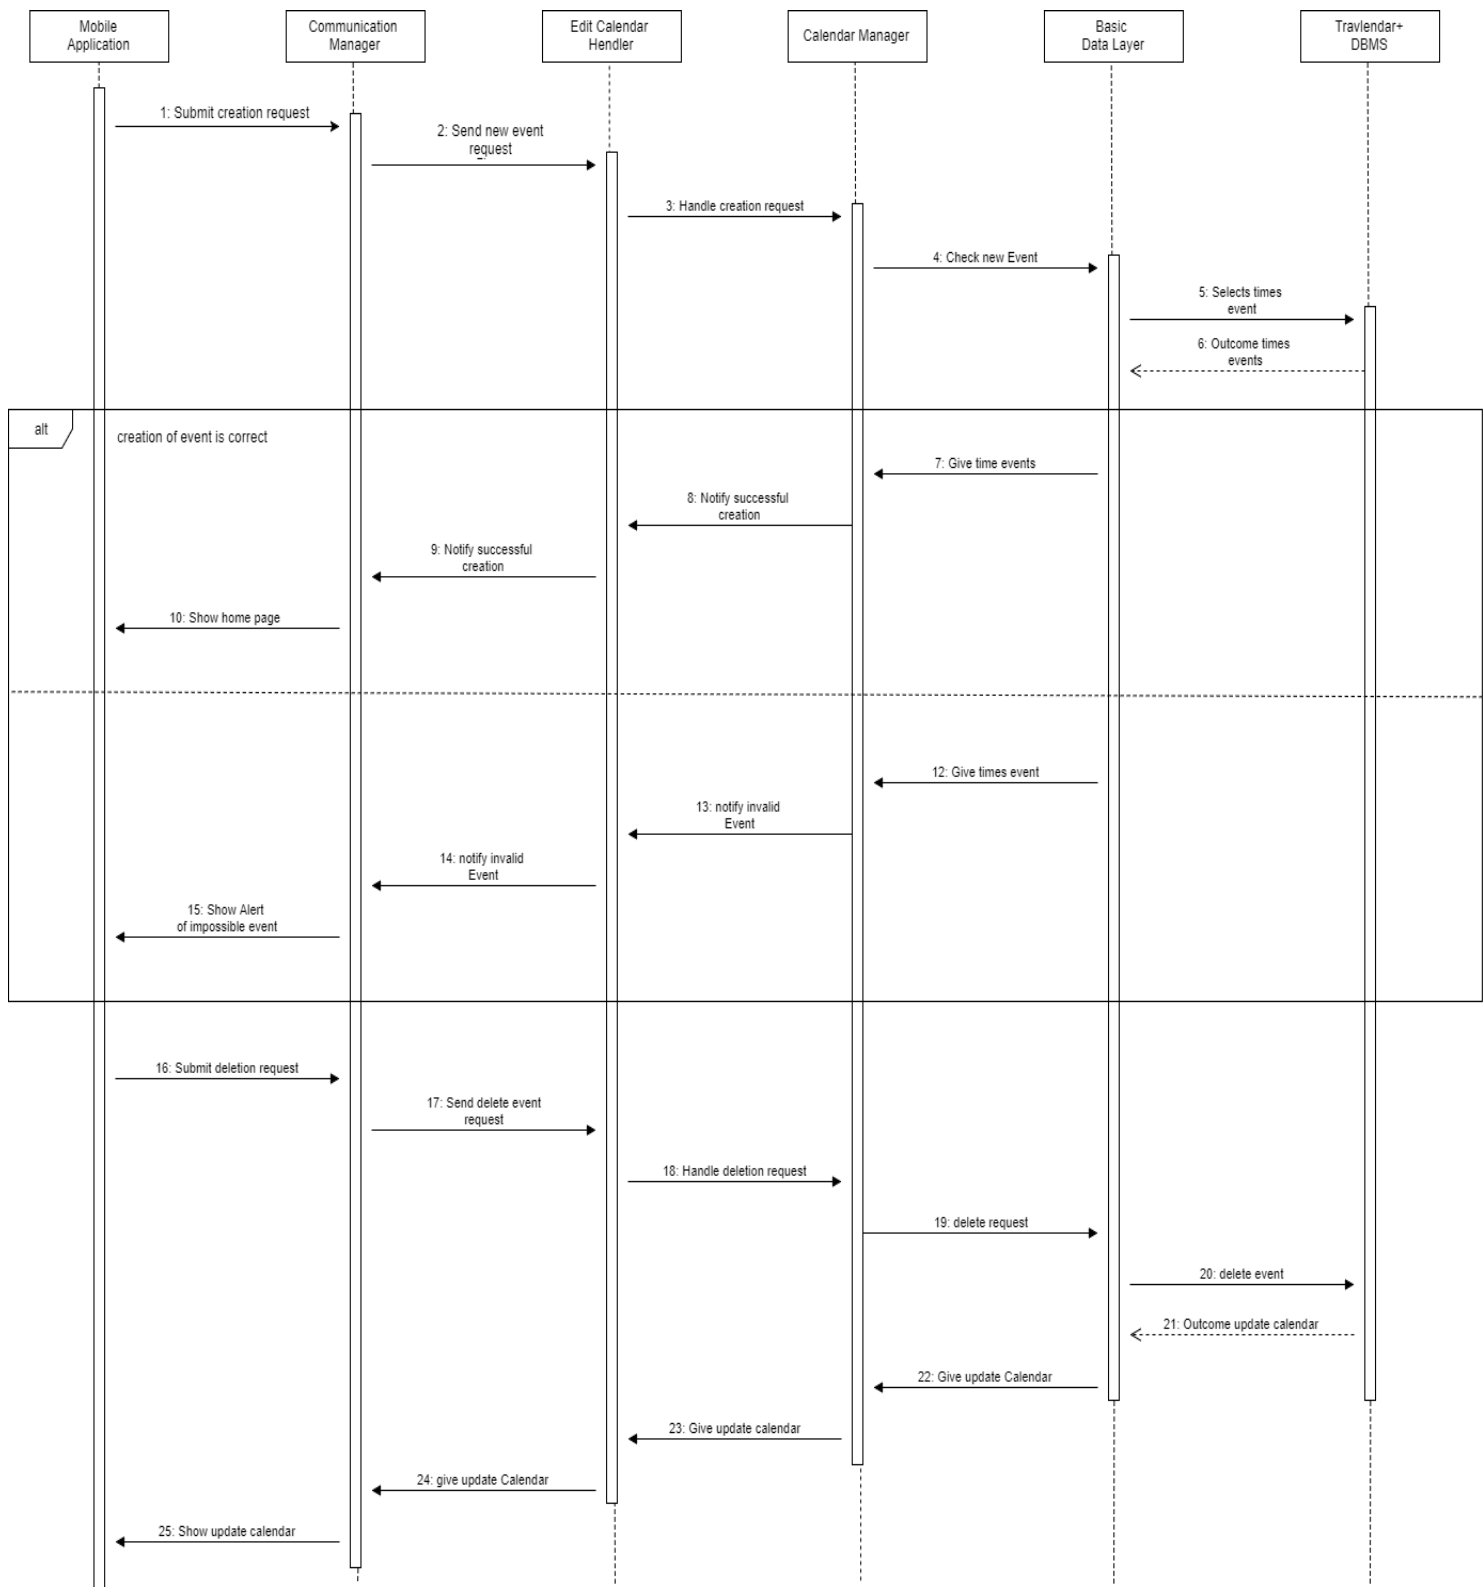 Mobile
Application
Communication
Manager
Edit Calendar
Hendler
Calendar Manager
Basic
Data Layer
Travlendar+
DBMS
1: Submit creation request
2: Send new event
request
3: Handle creation request
4: Check new Event
5: Selects times
event
6: Outcome times
events
alt
creation of event is correct
7: Give time events
8: Notify successful
creation
9: Notify successful
creation
10: Show home page
12: Give times event
13: notify invalid
Event
14: notify invalid
Event
15: Show Alert
of impossible event
16: Submit deletion request
17: Send delete event
request
18: Handle deletion request
19: delete request
20: delete event
21: Outcome update calendar
22: Give update Calendar
23: Give update calendar
24: give update Calendar
25: Show update calendar